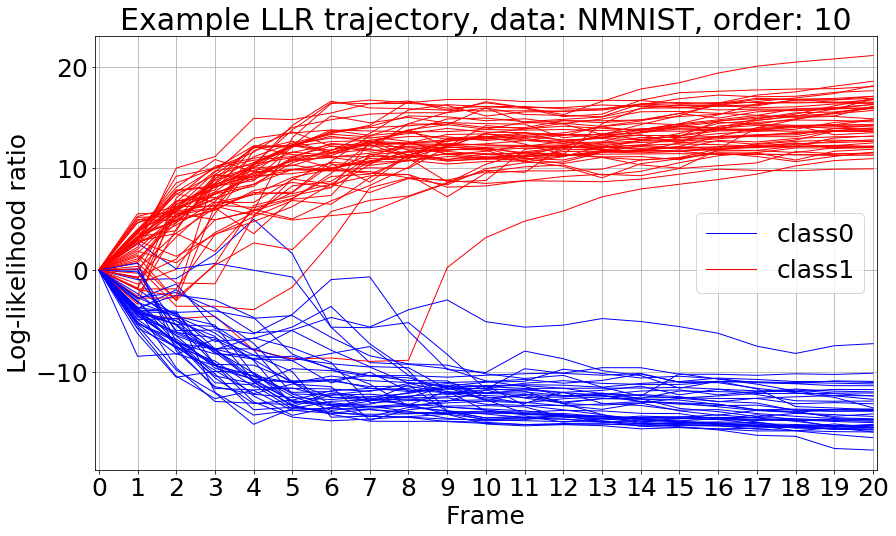 Example LLR trajectory, data: NMNIST, order: 10
Log-likelihood ratio
20
10
0
−10
class0
class1
0 1 2 3 4 5 6 7 8 9 10 11 12 13 14 15 16 17 18 19 20
Frame